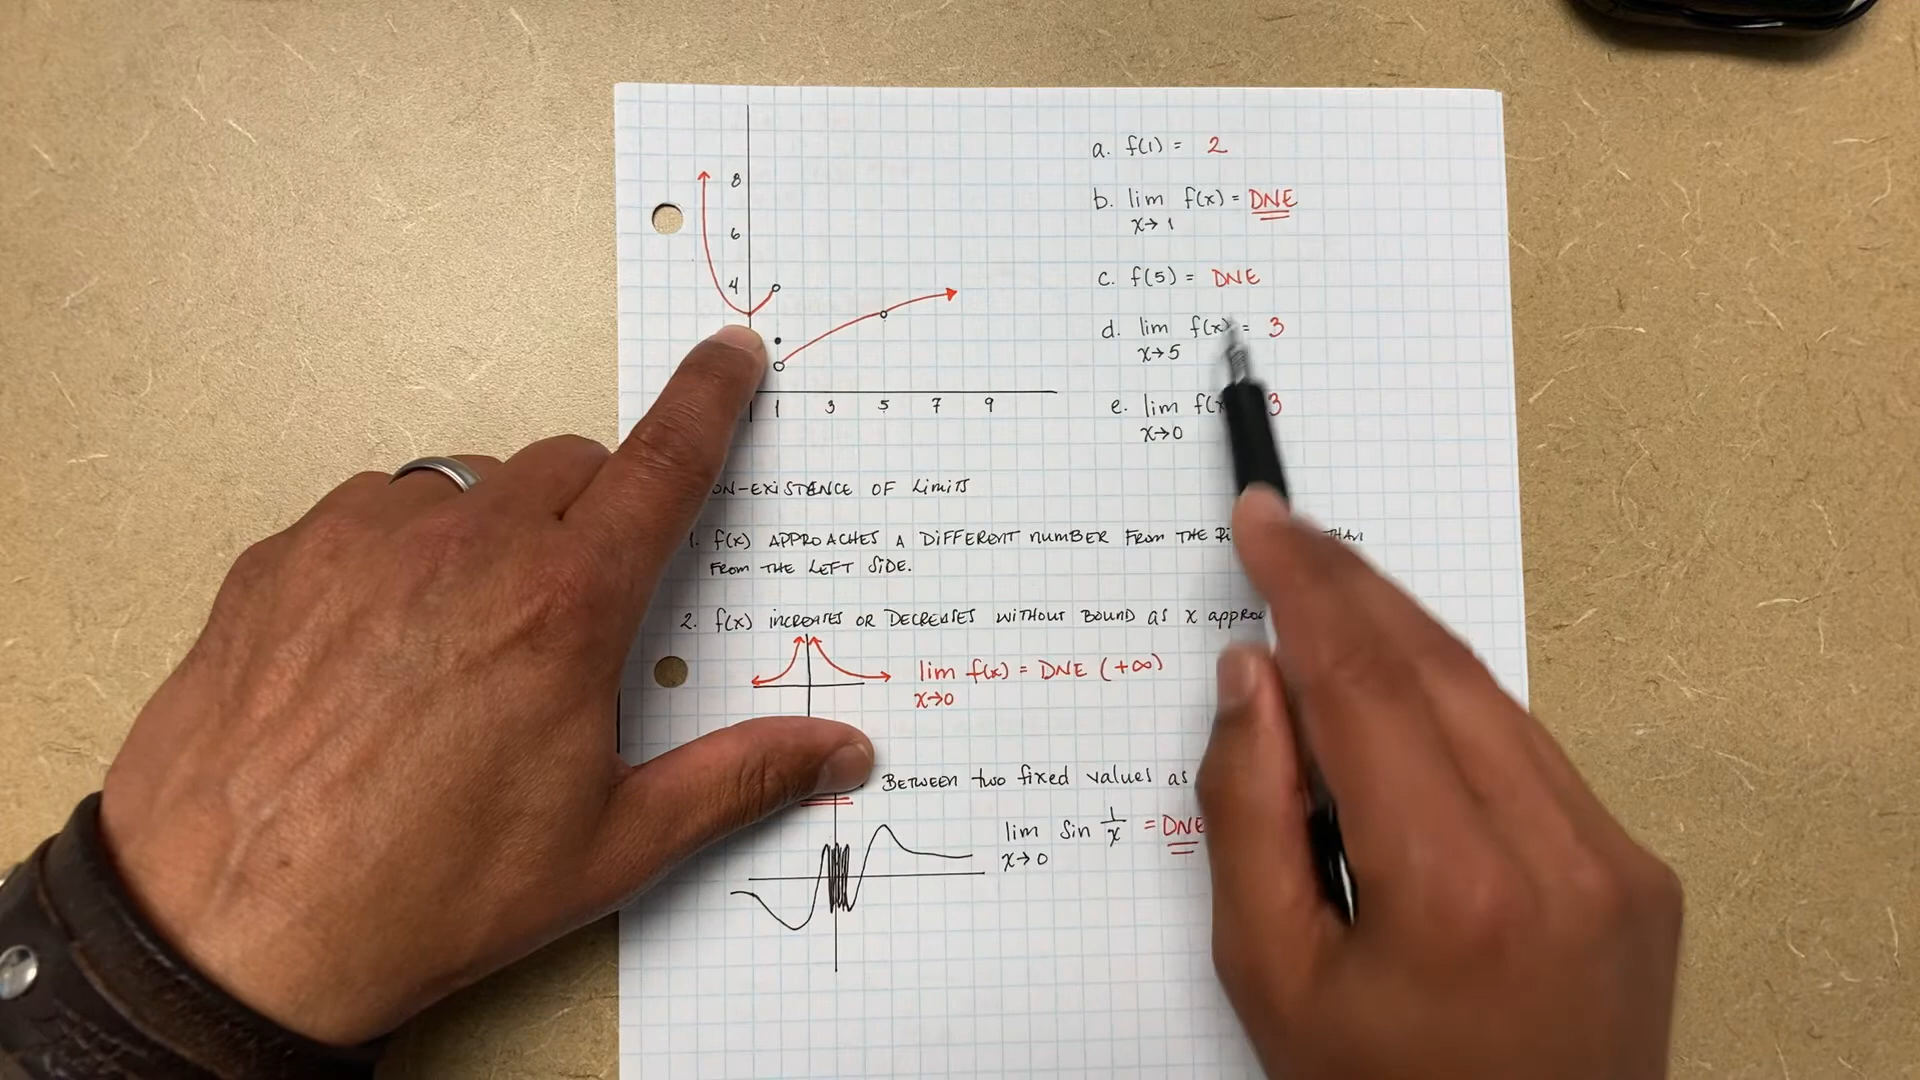 8
6
4
1 3 5 7 9
a. f(1) = 2
b. lim f(x) = DNE
x→1
c. f(5) = DNE
d. lim f(x) = 3
x→5
e. lim 3
x→0
OF LIMITS
1. f(x) APPROACHES A DIFFERENT NUMBER FROM THE
FROM THE LEFT SIDE.
2. f(x) INCREASES OR DECREASES WITHOUT BOUND AS x
lim f(x) = DNE (+∞)
x→0
BETWEEN two fixed values as
lim sin 1/x = DNE
x→0